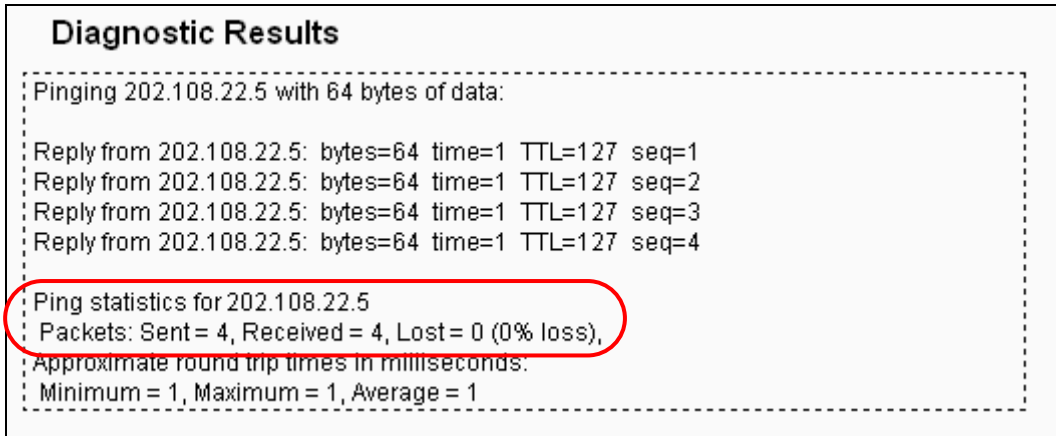 Diagnostic Results
Pinging 202.108.22.5 with 64 bytes of data:
Reply from 202.108.22.5: bytes=64 time=1 TTL=127 seq=1
Reply from 202.108.22.5: bytes=64 time=1 TTL=127 seq=2
Reply from 202.108.22.5: bytes=64 time=1 TTL=127 seq=3
Reply from 202.108.22.5: bytes=64 time=1 TTL=127 seq=4
Ping statistics for 202.108.22.5
Packets: Sent = 4, Received = 4, Lost = 0 (0% loss),
Approximate round trip times in milliseconds:
Minimum = 1, Maximum = 1, Average = 1